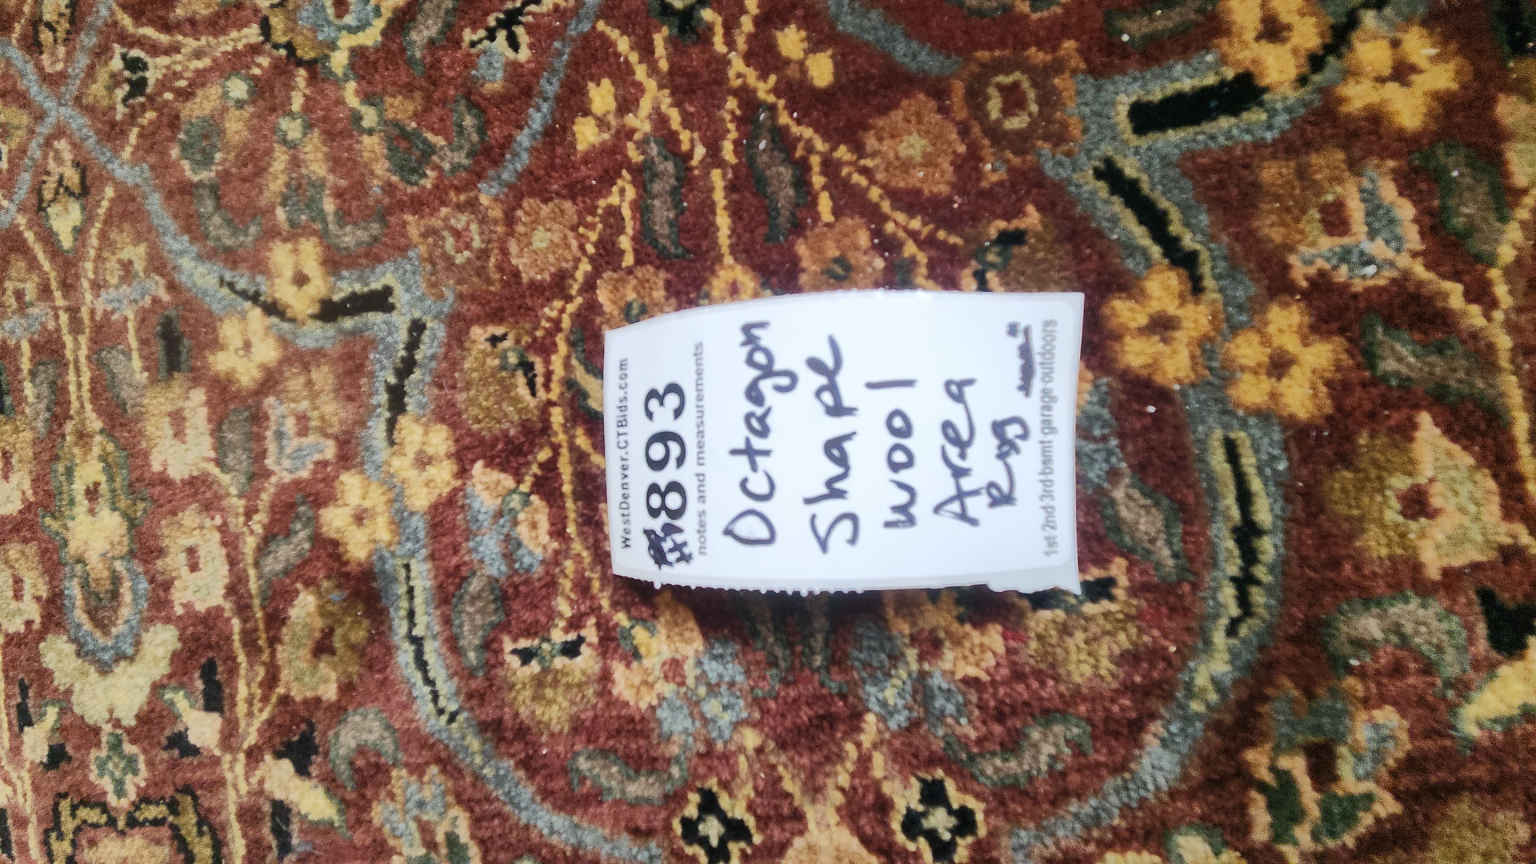 WestDenver.CTBids.com
#893
notes and measurements
Octagon
Shape
Wool
Area
Rug
1st 2nd 3rd bsmt garage outdoors